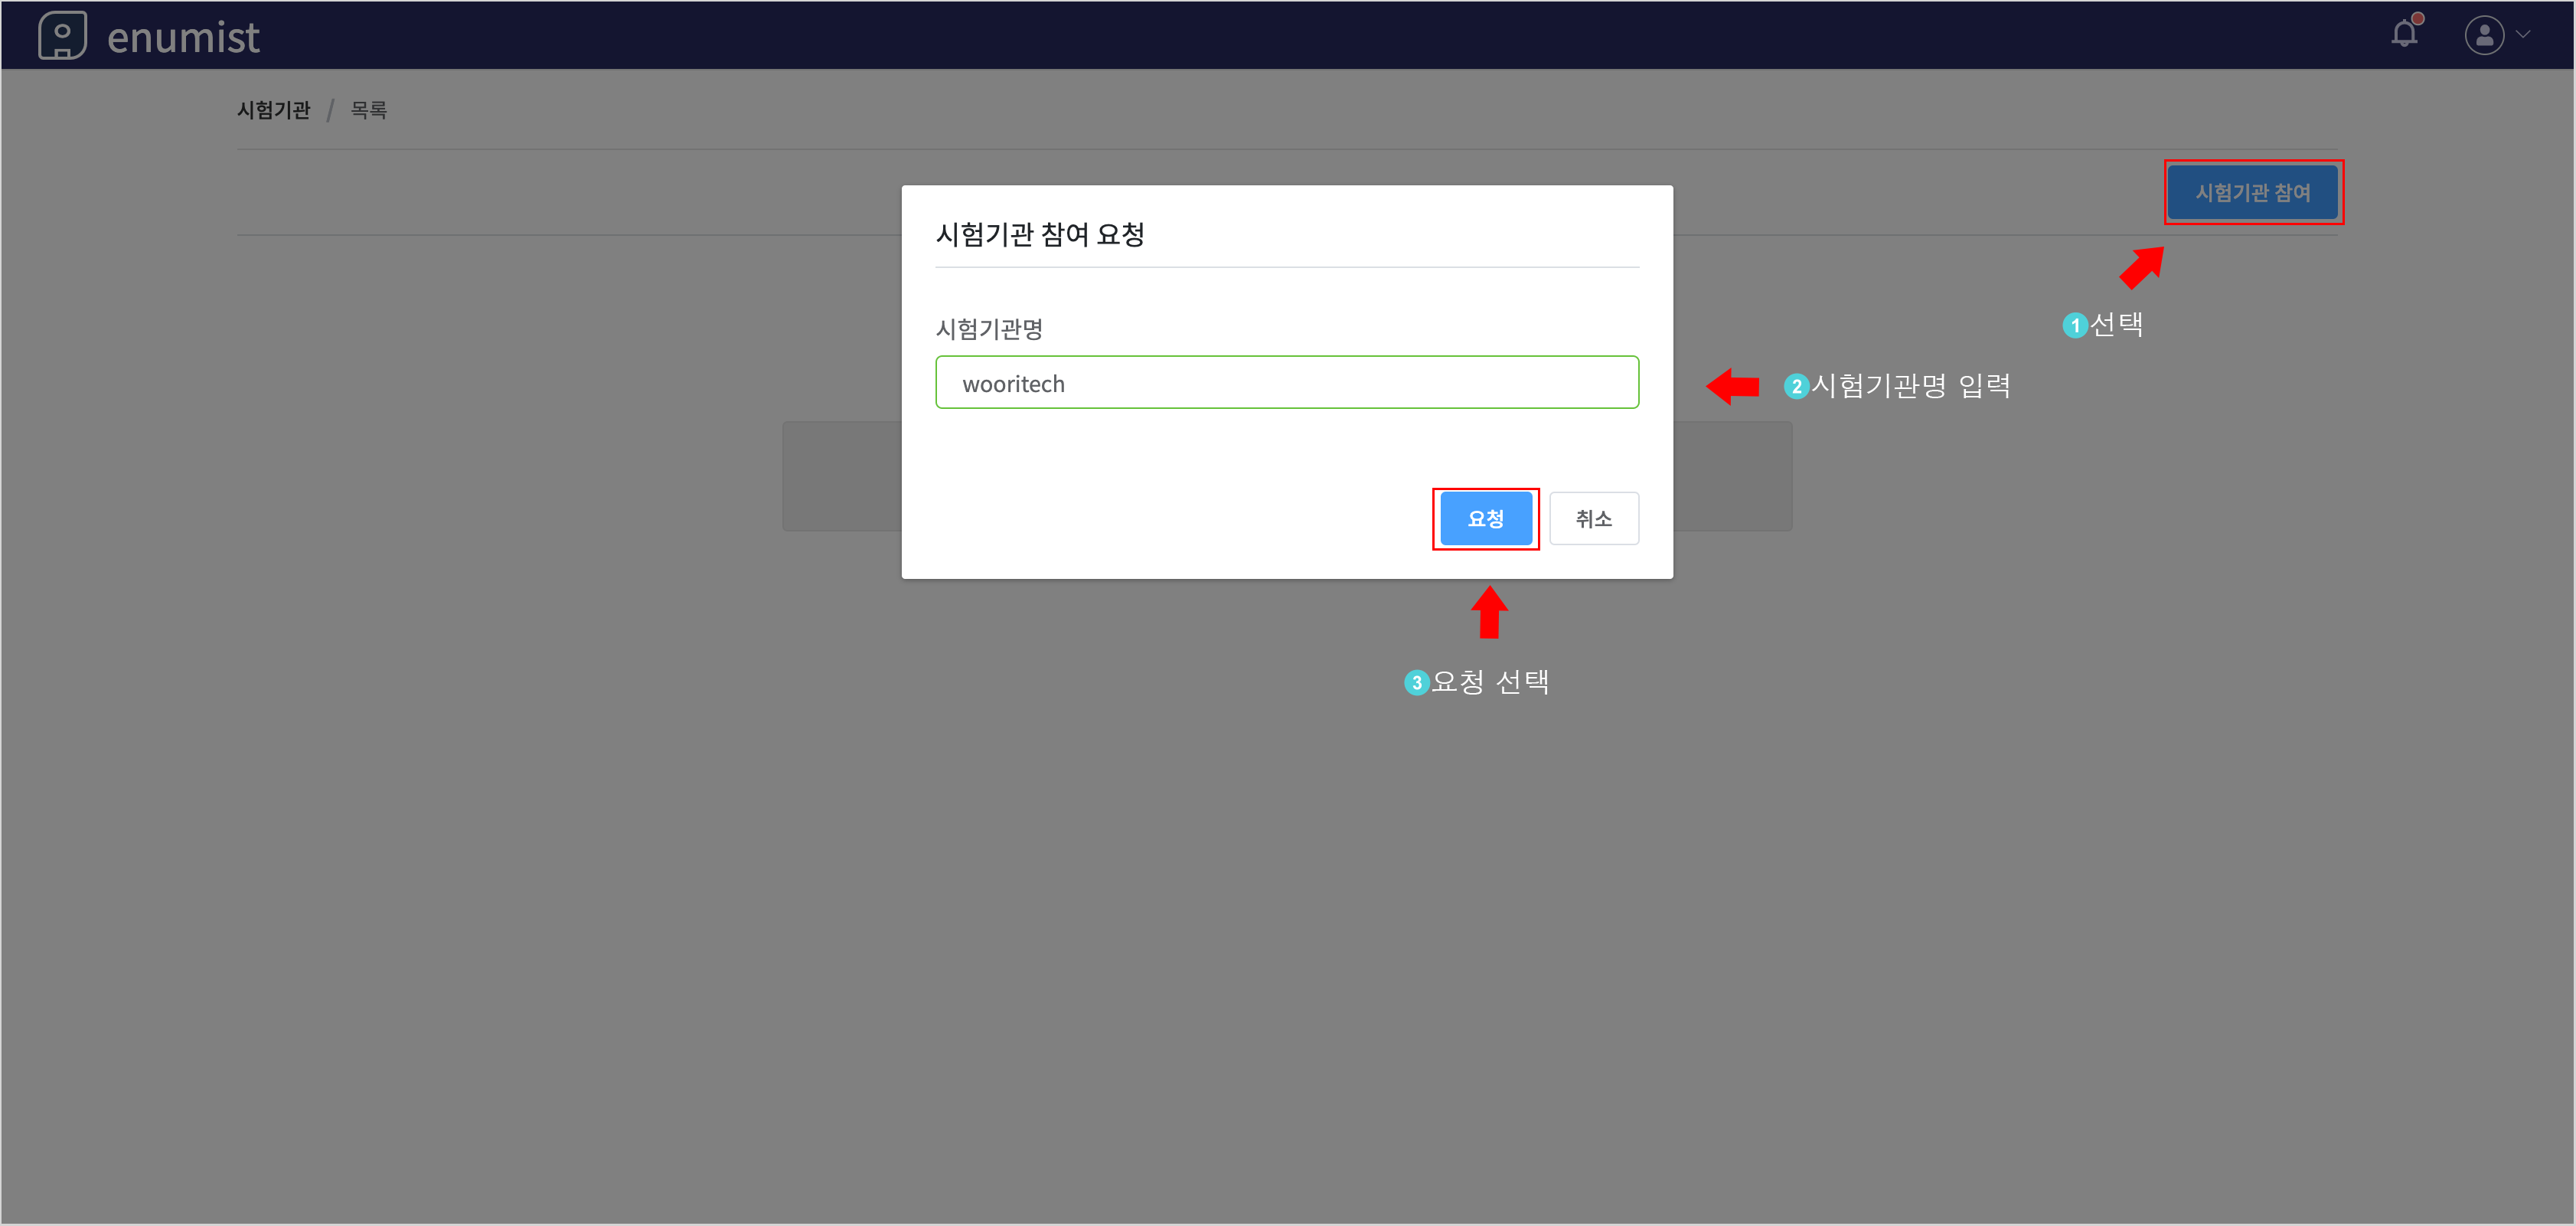 enumist
시험기관 / 목록
시험기관 참여
시험기관 참여 요청
1 선택
시험기관명
wooritech
2 시험기관명 입력
요청 취소
3 요청 선택